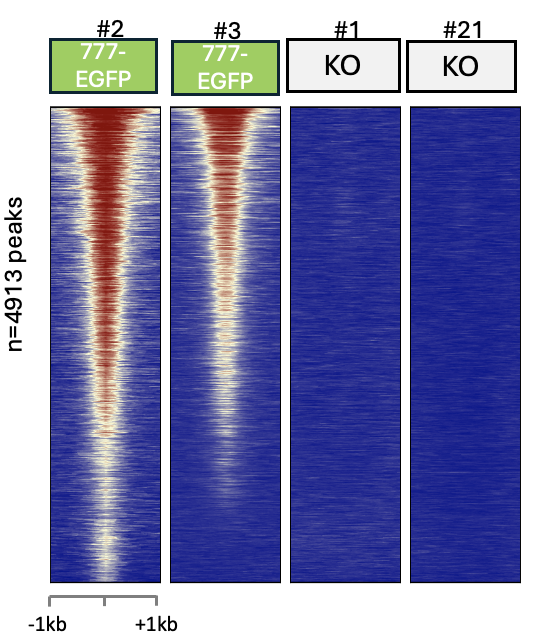 #2
#3
#1
#21
777-
EGFP
777-
EGFP
KO
KO
n=4913 peaks
-1kb
+1kb